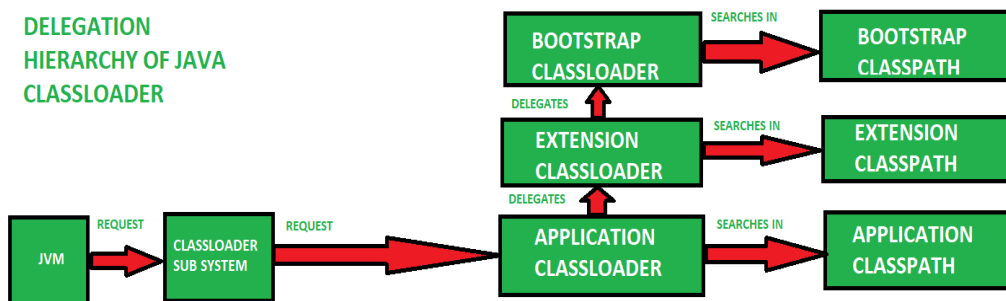 DELEGATION
HIERARCHY OF JAVA
CLASSLOADER
SEARCHES IN
BOOTSTRAP
CLASSLOADER
BOOTSTRAP
CLASSPATH
DELEGATES
SEARCHES IN
EXTENSION
CLASSLOADER
EXTENSION
CLASSPATH
DELEGATES
REQUEST
REQUEST
SEARCHES IN
JVM
CLASSLOADER
SUB SYSTEM
APPLICATION
CLASSLOADER
APPLICATION
CLASSPATH